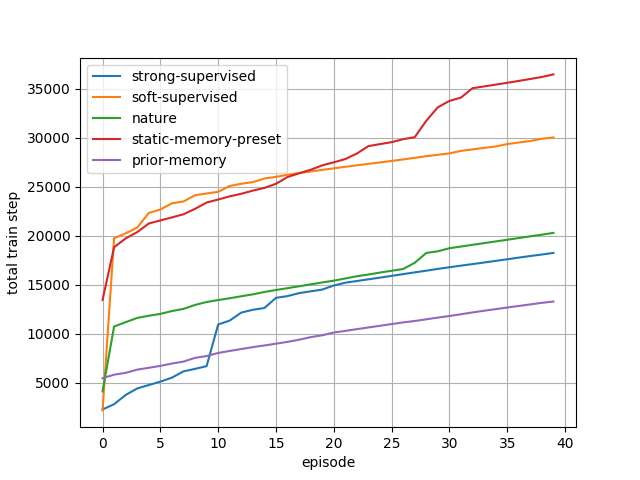 strong-supervised
soft-supervised
nature
static-memory-preset
prior-memory
35000
30000
25000
20000
15000
10000
5000
total train step
0 5 10 15 20 25 30 35 40
episode